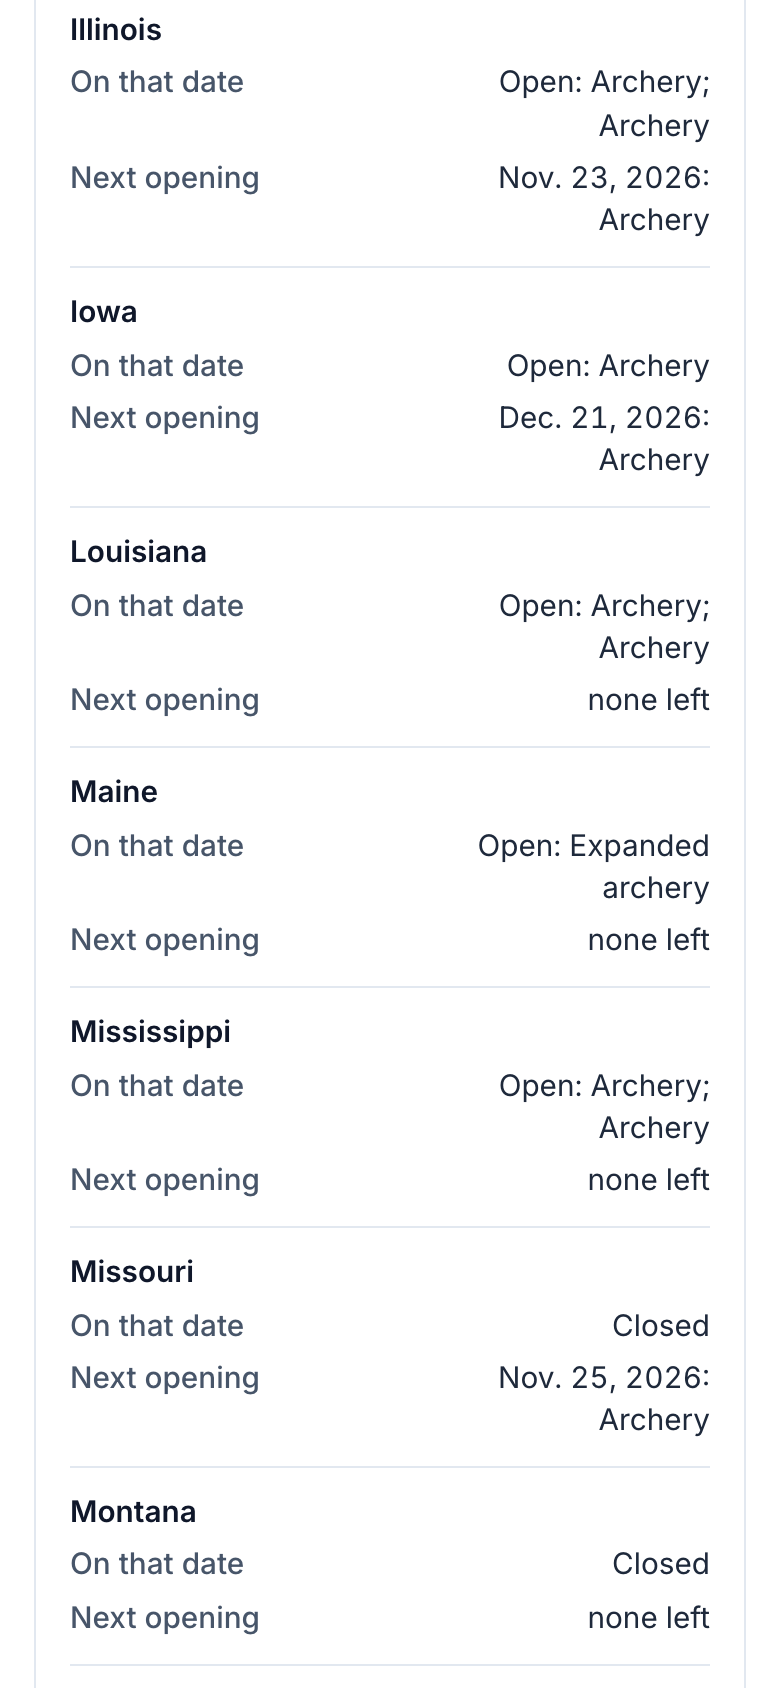 Illinois
On that date Open: Archery;
Archery
Next opening Nov. 23, 2026:
Archery
Iowa
On that date Open: Archery
Next opening Dec. 21, 2026:
Archery
Louisiana
On that date Open: Archery;
Archery
Next opening none left
Maine
On that date Open: Expanded
archery
Next opening none left
Mississippi
On that date Open: Archery;
Archery
Next opening none left
Missouri
On that date Closed
Next opening Nov. 25, 2026:
Archery
Montana
On that date Closed
Next opening none left